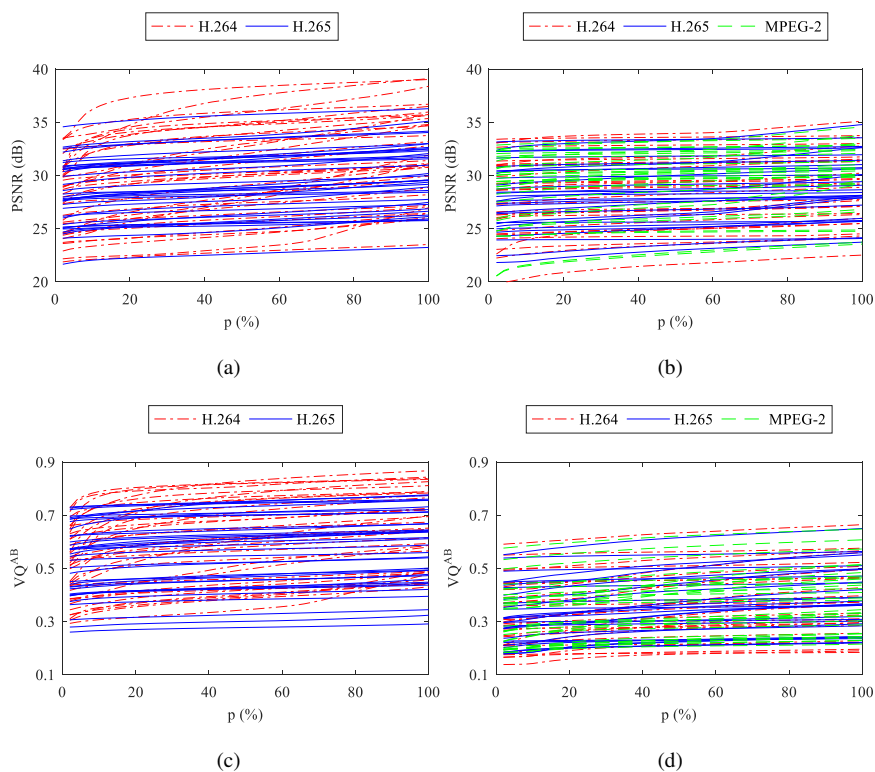 H.264 H.265
H.264 H.265 MPEG-2
40
35
30
25
20
PSNR (dB)
0 20 40 60 80 100
p (%)
(a)
40
35
30
25
20
PSNR (dB)
0 20 40 60 80 100
p (%)
(b)
H.264 H.265
H.264 H.265 MPEG-2
0.9
0.7
0.5
0.3
0.1
VQ^AB
0 20 40 60 80 100
p (%)
(c)
0.9
0.7
0.5
0.3
0.1
VQ^AB
0 20 40 60 80 100
p (%)
(d)